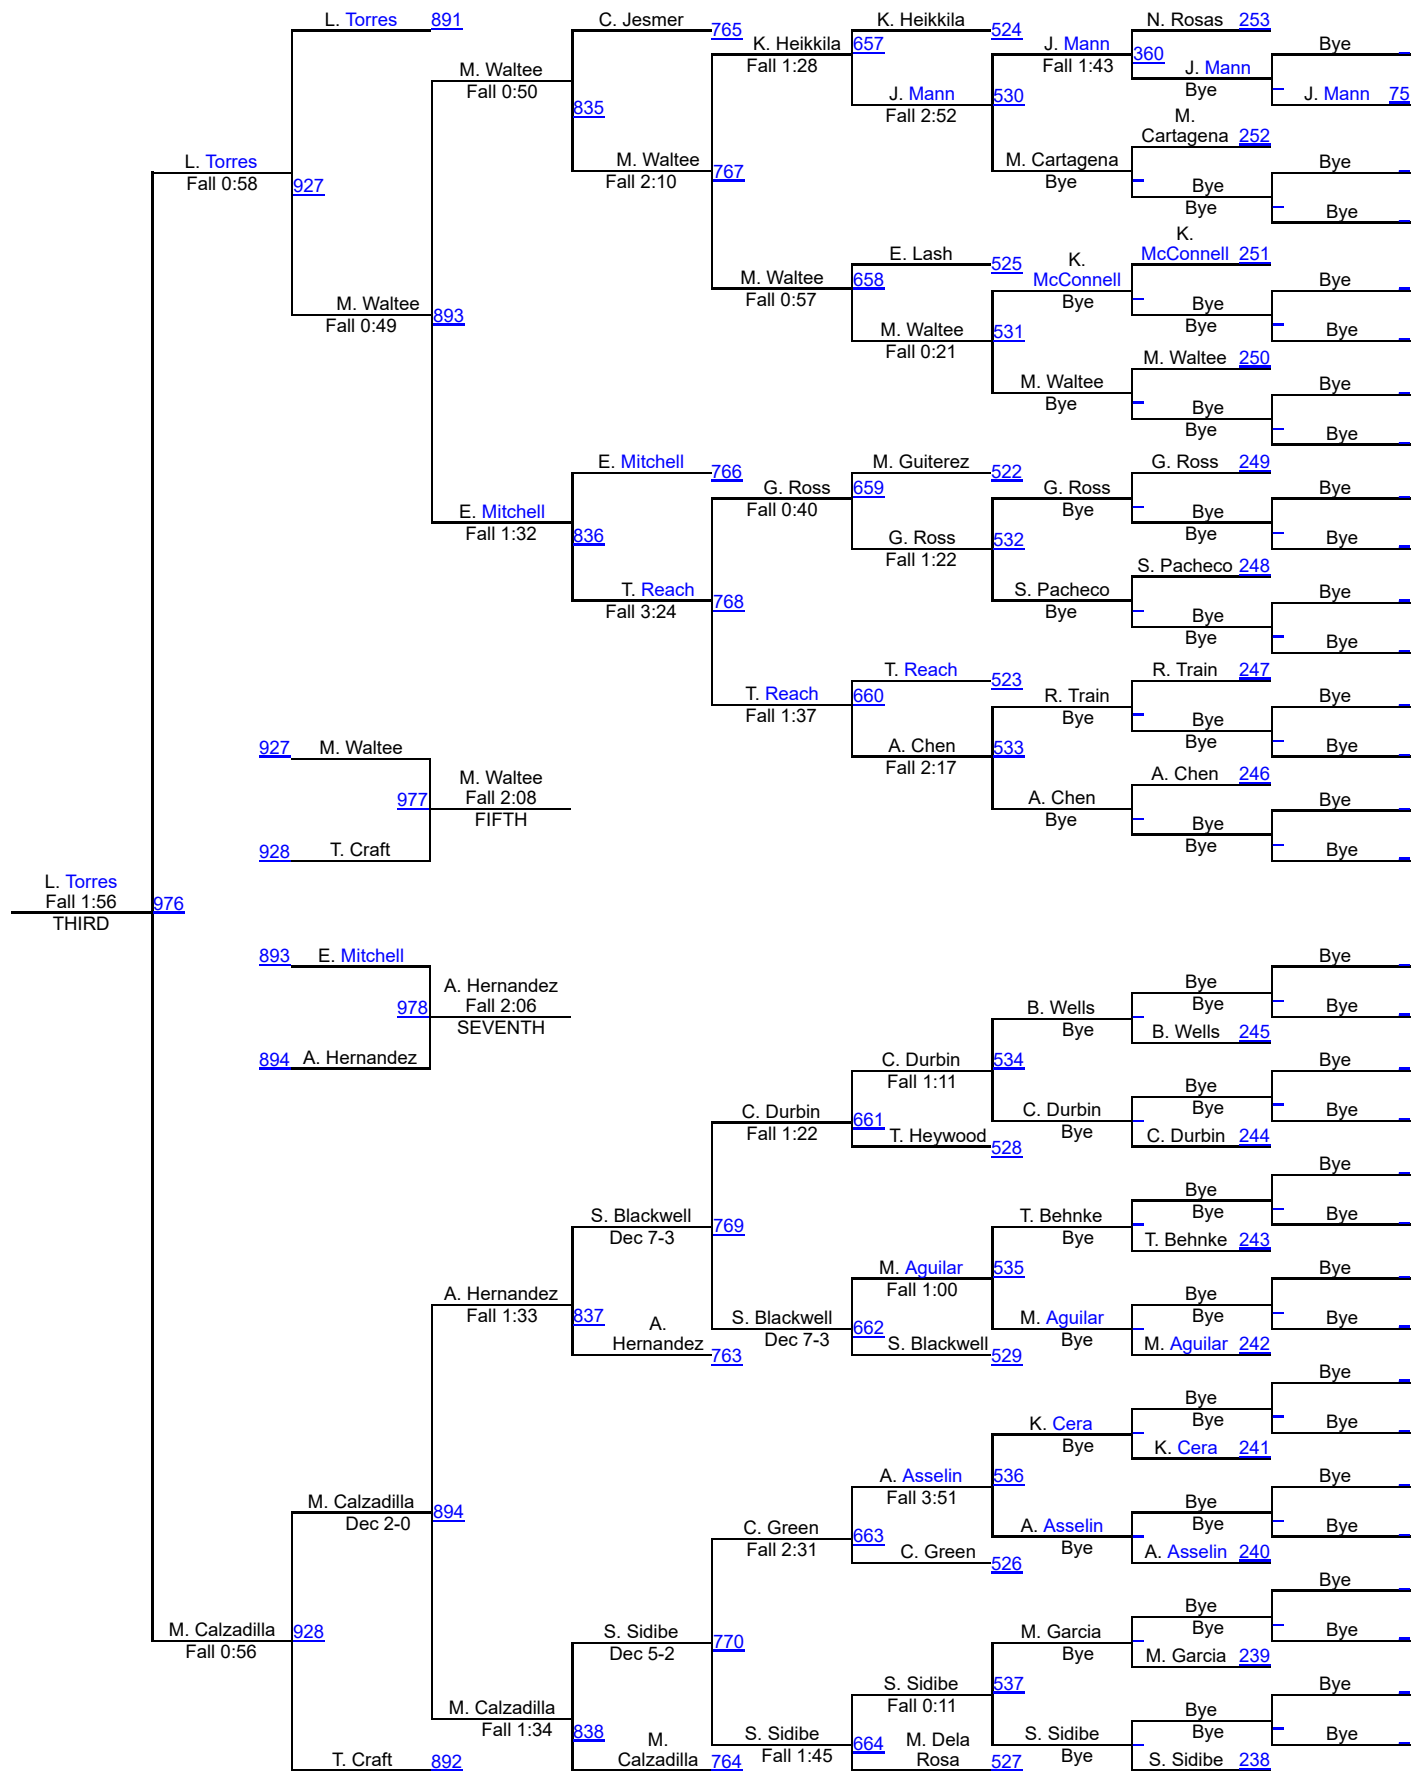 L. Torres 891
C. Jesmer 765
K. Heikkila 524
N. Rosas 253
K. Heikkila 657
Fall 1:28
J. Mann
Fall 1:43
360
Bye
M. Waltee
Fall 0:50
835
J. Mann
Fall 2:52
530
J. Mann
Bye
J. Mann 75
M.
Cartagena 252
L. Torres
Fall 0:58
927
M. Waltee
Fall 2:10
767
M. Cartagena
Bye
Bye
Bye
Bye
Bye
K.
McConnell 251
E. Lash 525
K.
McConnell
Bye
M. Waltee
Fall 0:57
658
Bye
Bye
Bye
Bye
M. Waltee
Fall 0:49
893
M. Waltee
Fall 0:21
531
M. Waltee 250
M. Waltee
Bye
Bye
Bye
Bye
Bye
E. Mitchell 766
M. Guiterez 522
G. Ross 249
G. Ross
Fall 0:40
659
G. Ross
Bye
Bye
Bye
Bye
Bye
E. Mitchell
Fall 1:32
836
G. Ross
Fall 1:22
532
S. Pacheco 248
T. Reach
Fall 3:24
768
S. Pacheco
Bye
Bye
Bye
Bye
Bye
T. Reach 523
R. Train 247
T. Reach
Fall 1:37
660
R. Train
Bye
Bye
Bye
Bye
Bye
927 M. Waltee
A. Chen
Fall 2:17
533
A. Chen 246
977
M. Waltee
Fall 2:08
FIFTH
A. Chen
Bye
Bye
Bye
Bye
Bye
928 T. Craft
L. Torres
Fall 1:56
THIRD
976
893 E. Mitchell
978
A. Hernandez
Fall 2:06
SEVENTH
894 A. Hernandez
Bye
Bye
Bye
Bye
B. Wells
Bye
B. Wells 245
C. Durbin
Fall 1:11
534
Bye
Bye
Bye
Bye
C. Durbin
Fall 1:22
661
T. Heywood 528
C. Durbin
Bye
C. Durbin 244
Bye
Bye
Bye
Bye
S. Blackwell
Dec 7-3
769
T. Behnke
Bye
T. Behnke 243
M. Aguilar
Fall 1:00
535
Bye
Bye
Bye
Bye
A. Hernandez
Fall 1:33
837
A.
Hernandez 763
S. Blackwell
Dec 7-3
662
S. Blackwell 529
M. Aguilar
Bye
M. Aguilar 242
Bye
Bye
Bye
Bye
K. Cera
Bye
K. Cera 241
A. Asselin
Fall 3:51
536
Bye
Bye
Bye
Bye
M. Calzadilla
Dec 2-0
894
C. Green
Fall 2:31
663
C. Green 526
A. Asselin
Bye
A. Asselin 240
Bye
Bye
Bye
Bye
M. Calzadilla
Fall 0:56
928
S. Sidibe
Dec 5-2
770
M. Garcia
Bye
M. Garcia 239
S. Sidibe
Fall 0:11
537
Bye
Bye
Bye
Bye
M. Calzadilla
Fall 1:34
838
M.
Calzadilla 764
S. Sidibe
Fall 1:45
664
M. Dela
Rosa 527
S. Sidibe
Bye
S. Sidibe 238
T. Craft 892